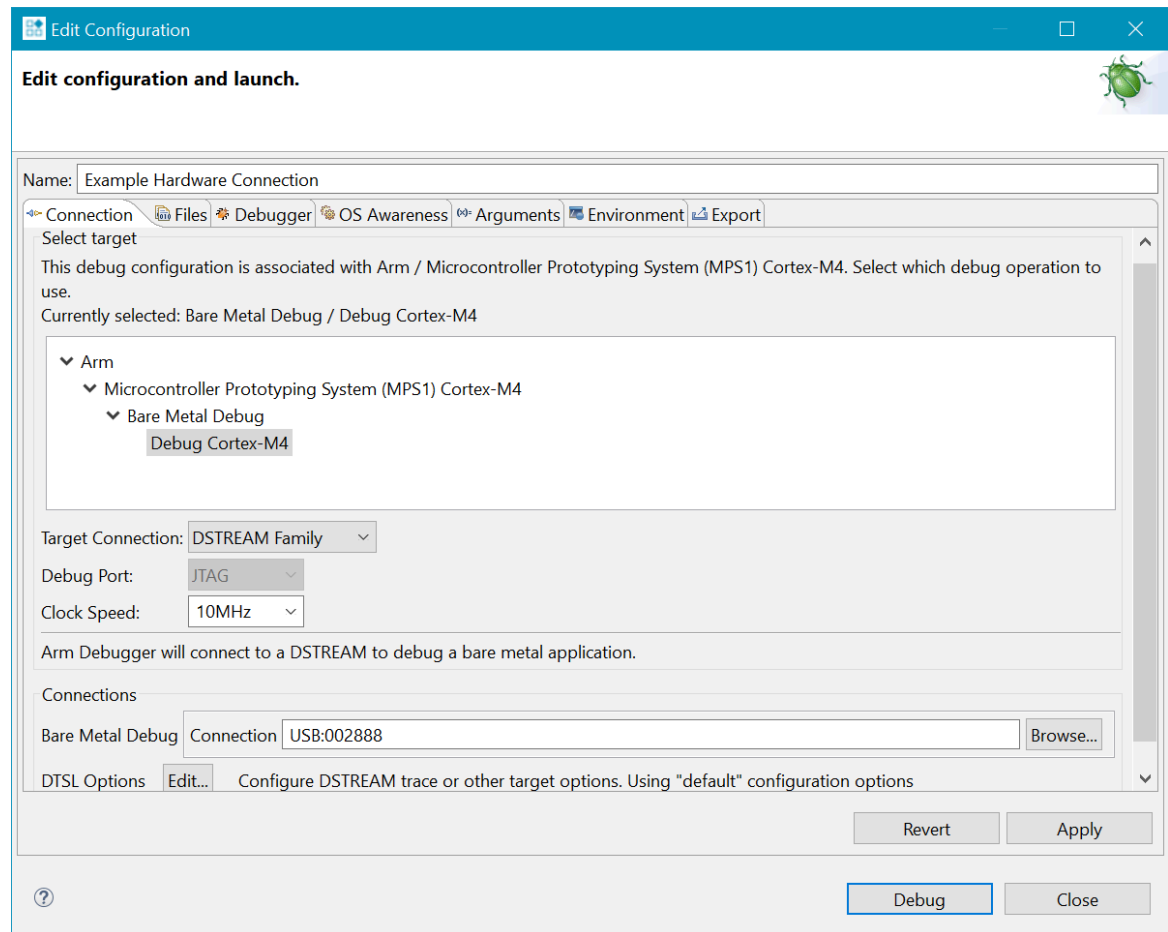 Edit Configuration
Edit configuration and launch.
Name: Example Hardware Connection
Connection Files Debugger OS Awareness Arguments Environment Export
Select target
This debug configuration is associated with Arm / Microcontroller Prototyping System (MPS1) Cortex-M4. Select which debug operation to
use.
Currently selected: Bare Metal Debug / Debug Cortex-M4
Arm
Microcontroller Prototyping System (MPS1) Cortex-M4
Bare Metal Debug
Debug Cortex-M4
Target Connection: DSTREAM Family
Debug Port: JTAG
Clock Speed: 10MHz
Arm Debugger will connect to a DSTREAM to debug a bare metal application.
Connections
Bare Metal Debug Connection USB:002888 Browse...
DTSL Options Edit... Configure DSTREAM trace or other target options. Using "default" configuration options
Revert Apply
? Debug Close